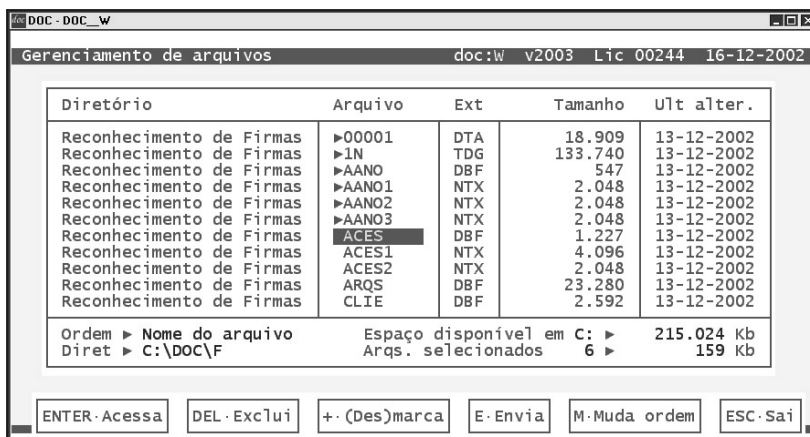 doc DOC - DOC__W
Gerenciamento de arquivos doc:W v2003 Lic 00244 16-12-2002
Diretório Arquivo Ext Tamanho Ult alter.
Reconhecimento de Firmas ►00001 DTA 18.909 13-12-2002
Reconhecimento de Firmas ►1N TDG 133.740 13-12-2002
Reconhecimento de Firmas ►AANO DBF 547 13-12-2002
Reconhecimento de Firmas ►AANO1 NTX 2.048 13-12-2002
Reconhecimento de Firmas ►AANO2 NTX 2.048 13-12-2002
Reconhecimento de Firmas ►AANO3 NTX 2.048 13-12-2002
Reconhecimento de Firmas ACES DBF 1.227 13-12-2002
Reconhecimento de Firmas ACES1 NTX 4.096 13-12-2002
Reconhecimento de Firmas ACES2 NTX 2.048 13-12-2002
Reconhecimento de Firmas ARQS DBF 23.280 13-12-2002
Reconhecimento de Firmas CLIE DBF 2.592 13-12-2002
Ordem ► Nome do arquivo Espaço disponível em C: ► 215.024 Kb
Diret ► C:\DOC\F Arqs. selecionados 6 ► 159 Kb
ENTER·Acessa DEL·Exclui +·(Des)marca E·Envia M·Muda ordem ESC·Sai